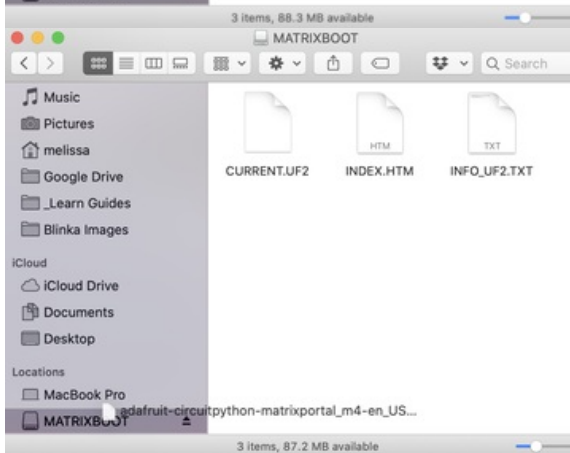 3 items, 88.3 MB available
MATRIXBOOT
Search
Music
Pictures
melissa
Google Drive
_Learn Guides
Blinka Images
iCloud
iCloud Drive
Documents
Desktop
Locations
MacBook Pro
adafruit-circuitpython-matrixportal_m4-en_US...
MATRIXBOOT
HTM
TXT
CURRENT.UF2
INDEX.HTM
INFO_UF2.TXT
3 items, 87.2 MB available